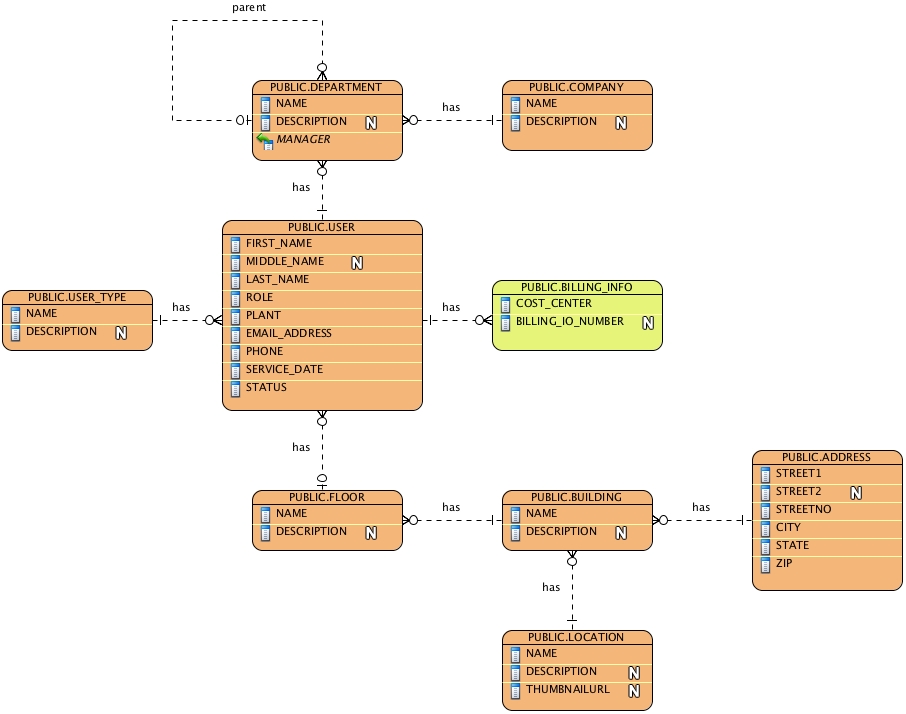 parent
PUBLIC.DEPARTMENT
NAME
DESCRIPTION N
MANAGER
has
PUBLIC.COMPANY
NAME
DESCRIPTION N
has
PUBLIC.USER
FIRST_NAME
MIDDLE_NAME N
LAST_NAME
ROLE
PLANT
EMAIL_ADDRESS
PHONE
SERVICE_DATE
STATUS
PUBLIC.USER_TYPE
NAME
DESCRIPTION N
has
has
PUBLIC.BILLING_INFO
COST_CENTER
BILLING_IO_NUMBER N
has
PUBLIC.FLOOR
NAME
DESCRIPTION N
has
PUBLIC.BUILDING
NAME
DESCRIPTION N
has
PUBLIC.ADDRESS
STREET1
STREET2 N
STREETNO
CITY
STATE
ZIP
has
PUBLIC.LOCATION
NAME
DESCRIPTION N
THUMBNAILURL N